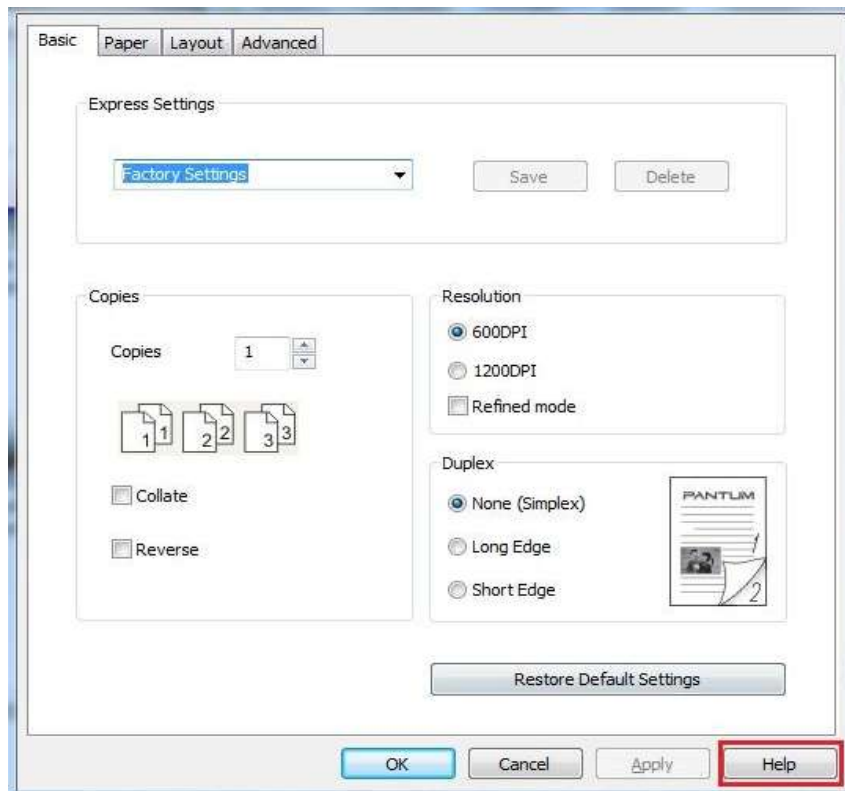 Basic Paper Layout Advanced
Express Settings
Factory Settings Save Delete
Copies
Copies 1
1 1 2 2 3 3
Collate
Reverse
Resolution
600DPI
1200DPI
Refined mode
Duplex
None (Simplex)
Long Edge
Short Edge
PANTUM
1
2
Restore Default Settings
OK Cancel Apply Help